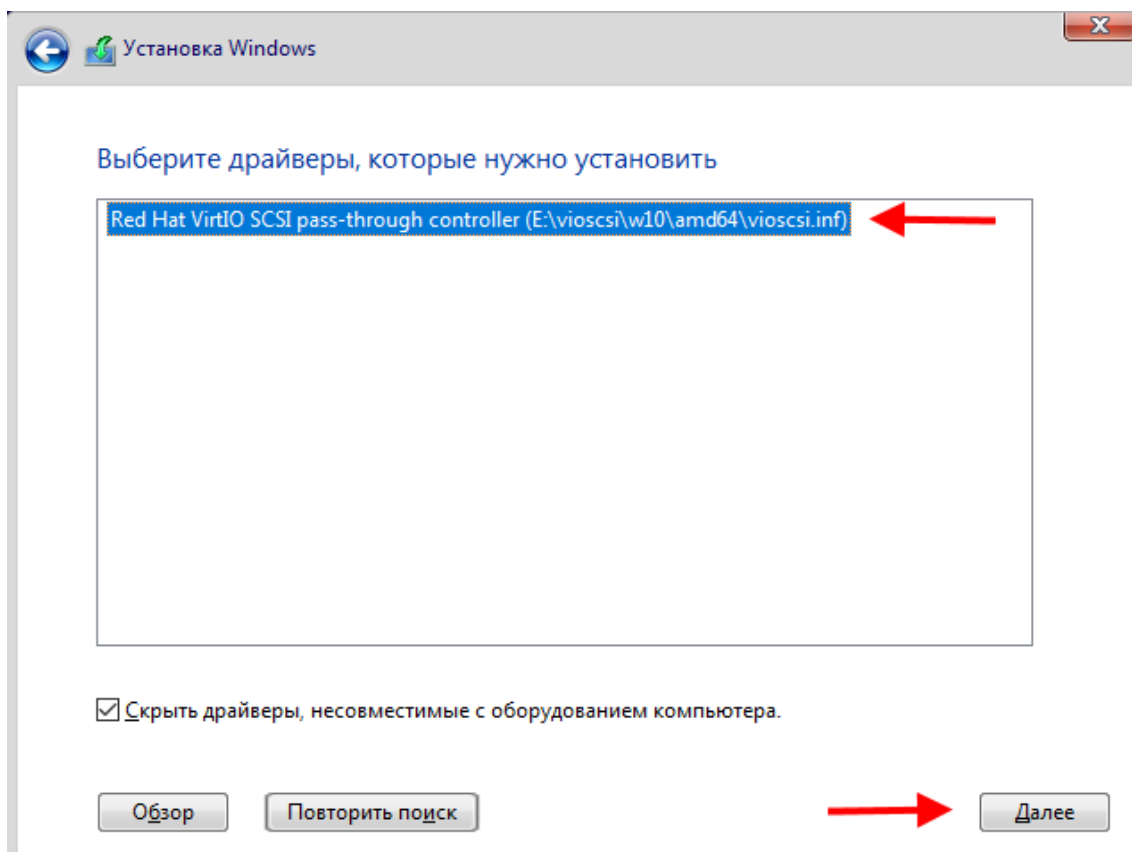 Установка Windows
Выберите драйверы, которые нужно установить
Red Hat VirtIO SCSI pass-through controller (E:\vioscsi\w10\amd64\vioscsi.inf)
Скрыть драйверы, несовместимые с оборудованием компьютера.
Обзор
Повторить поиск
Далее